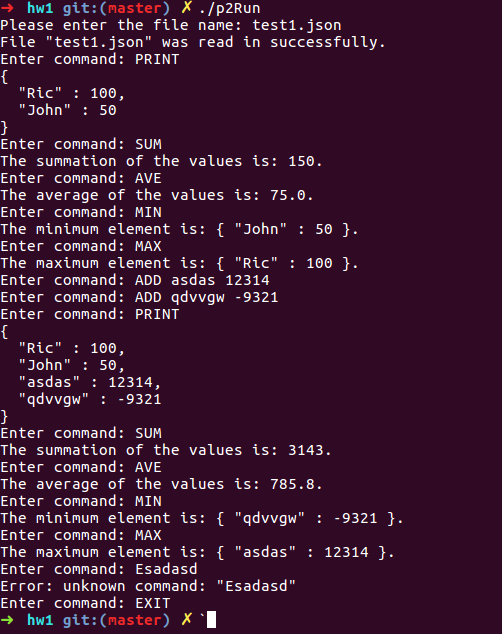 ➜ hw1 git:(master) ✗ ./p2Run
Please enter the file name: test1.json
File "test1.json" was read in successfully.
Enter command: PRINT
{
  "Ric" : 100,
  "John" : 50
}
Enter command: SUM
The summation of the values is: 150.
Enter command: AVE
The average of the values is: 75.0.
Enter command: MIN
The minimum element is: { "John" : 50 }.
Enter command: MAX
The maximum element is: { "Ric" : 100 }.
Enter command: ADD asdas 12314
Enter command: ADD qdvvgw -9321
Enter command: PRINT
{
  "Ric" : 100,
  "John" : 50,
  "asdas" : 12314,
  "qdvvgw" : -9321
}
Enter command: SUM
The summation of the values is: 3143.
Enter command: AVE
The average of the values is: 785.8.
Enter command: MIN
The minimum element is: { "qdvvgw" : -9321 }.
Enter command: MAX
The maximum element is: { "asdas" : 12314 }.
Enter command: Esadasd
Error: unknown command: "Esadasd"
Enter command: EXIT
➜ hw1 git:(master) ✗ `